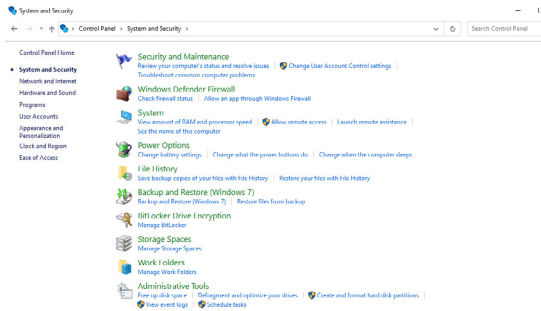 System and Security
Control Panel > System and Security >
Search Control Panel
Control Panel Home
System and Security
Network and Internet
Hardware and Sound
Programs
User Accounts
Appearance and
Personalization
Clock and Region
Ease of Access
Security and Maintenance
Review your computer's status and resolve issues | Change User Account Control settings |
Troubleshoot common computer problems
Windows Defender Firewall
Check firewall status | Allow an app through Windows Firewall
System
View amount of RAM and processor speed | Allow remote access | Launch remote assistance |
See the name of this computer
Power Options
Change battery settings | Change what the power buttons do | Change when the computer sleeps
File History
Save backup copies of your files with File History | Restore your files with File History
Backup and Restore (Windows 7)
Backup and Restore (Windows 7) | Restore files from backup
BitLocker Drive Encryption
Manage BitLocker
Storage Spaces
Manage Storage Spaces
Work Folders
Manage Work Folders
Administrative Tools
Free up disk space | Defragment and optimize your drives | Create and format hard disk partitions |
View event logs | Schedule tasks